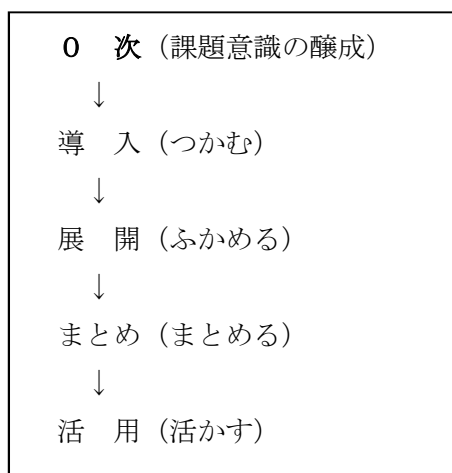 ０　次（課題意識の醸成）
↓
導　入（つかむ）
↓
展　開（ふかめる）
↓
まとめ（まとめる）
↓
活　用（活かす）